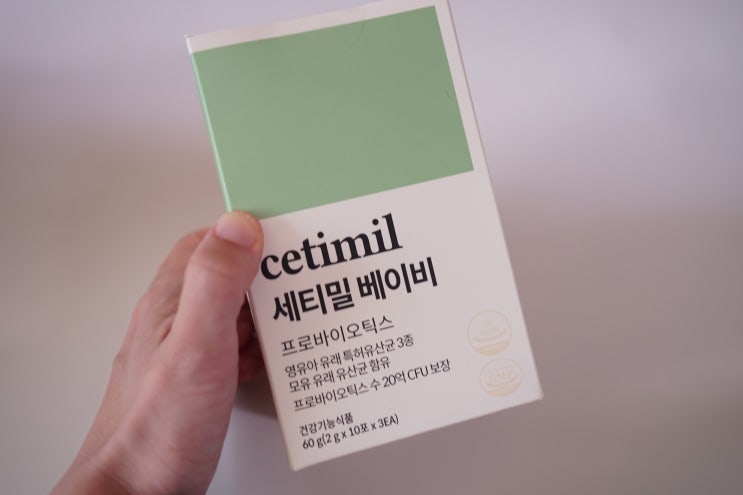 cetimil
세티밀 베이비
프로바이오틱스
영유아 유래 특허유산균 3종
모유 유래 유산균 함유
프로바이오틱스 수 20억 CFU 보장
건강기능식품
60 g(2 g x 10포 x 3EA)
GMP